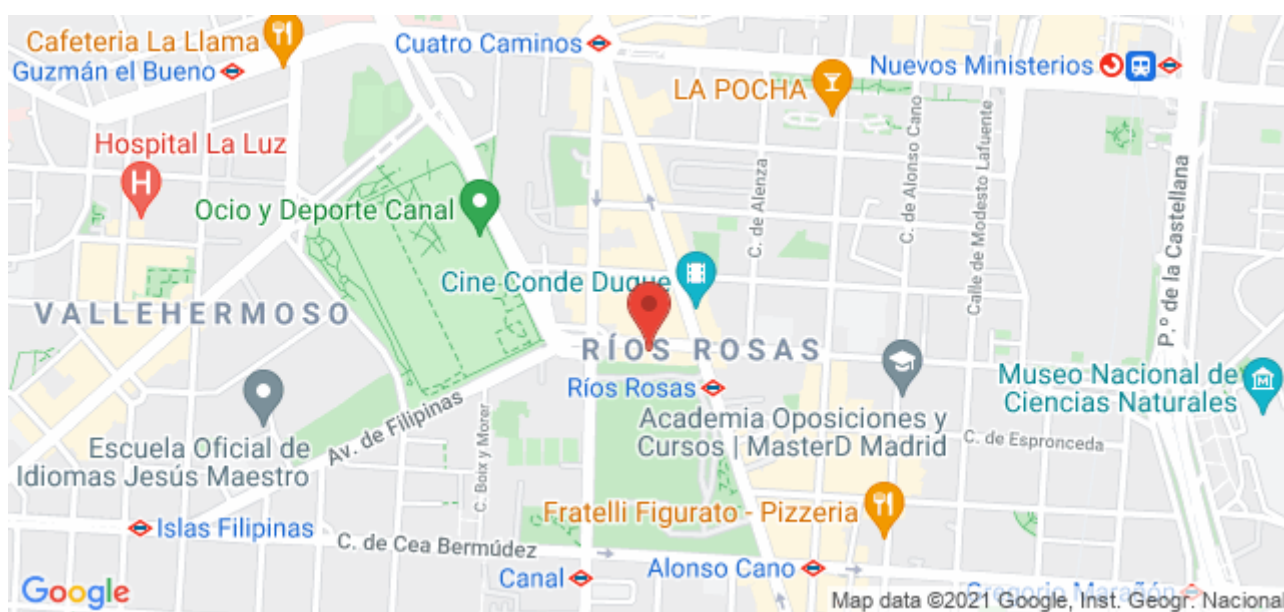 Cafeteria La Llama
Guzmán el Bueno
Cuatro Caminos
Nuevos Ministerios
LA POCHA
Hospital La Luz
Ocio y Deporte Canal
C. de Alenza
C. de Alonso Cano
Calle de Modesto Lafuente
P.º de la Castellana
Cine Conde Duque
VALLEHERMOSO
RÍOS ROSAS
Ríos Rosas
Museo Nacional de
Ciencias Naturales
Academia Oposiciones y
Cursos | MasterD Madrid
C. de Espronceda
Av. de Filipinas
C. Boix y Morer
Escuela Oficial de
Idiomas Jesús Maestro
Fratelli Figurato - Pizzeria
Islas Filipinas
C. de Cea Bermúdez
Canal
Alonso Cano
Gregorio Marañón
Google
Map data ©2021 Google, Inst. Geogr. Naciona